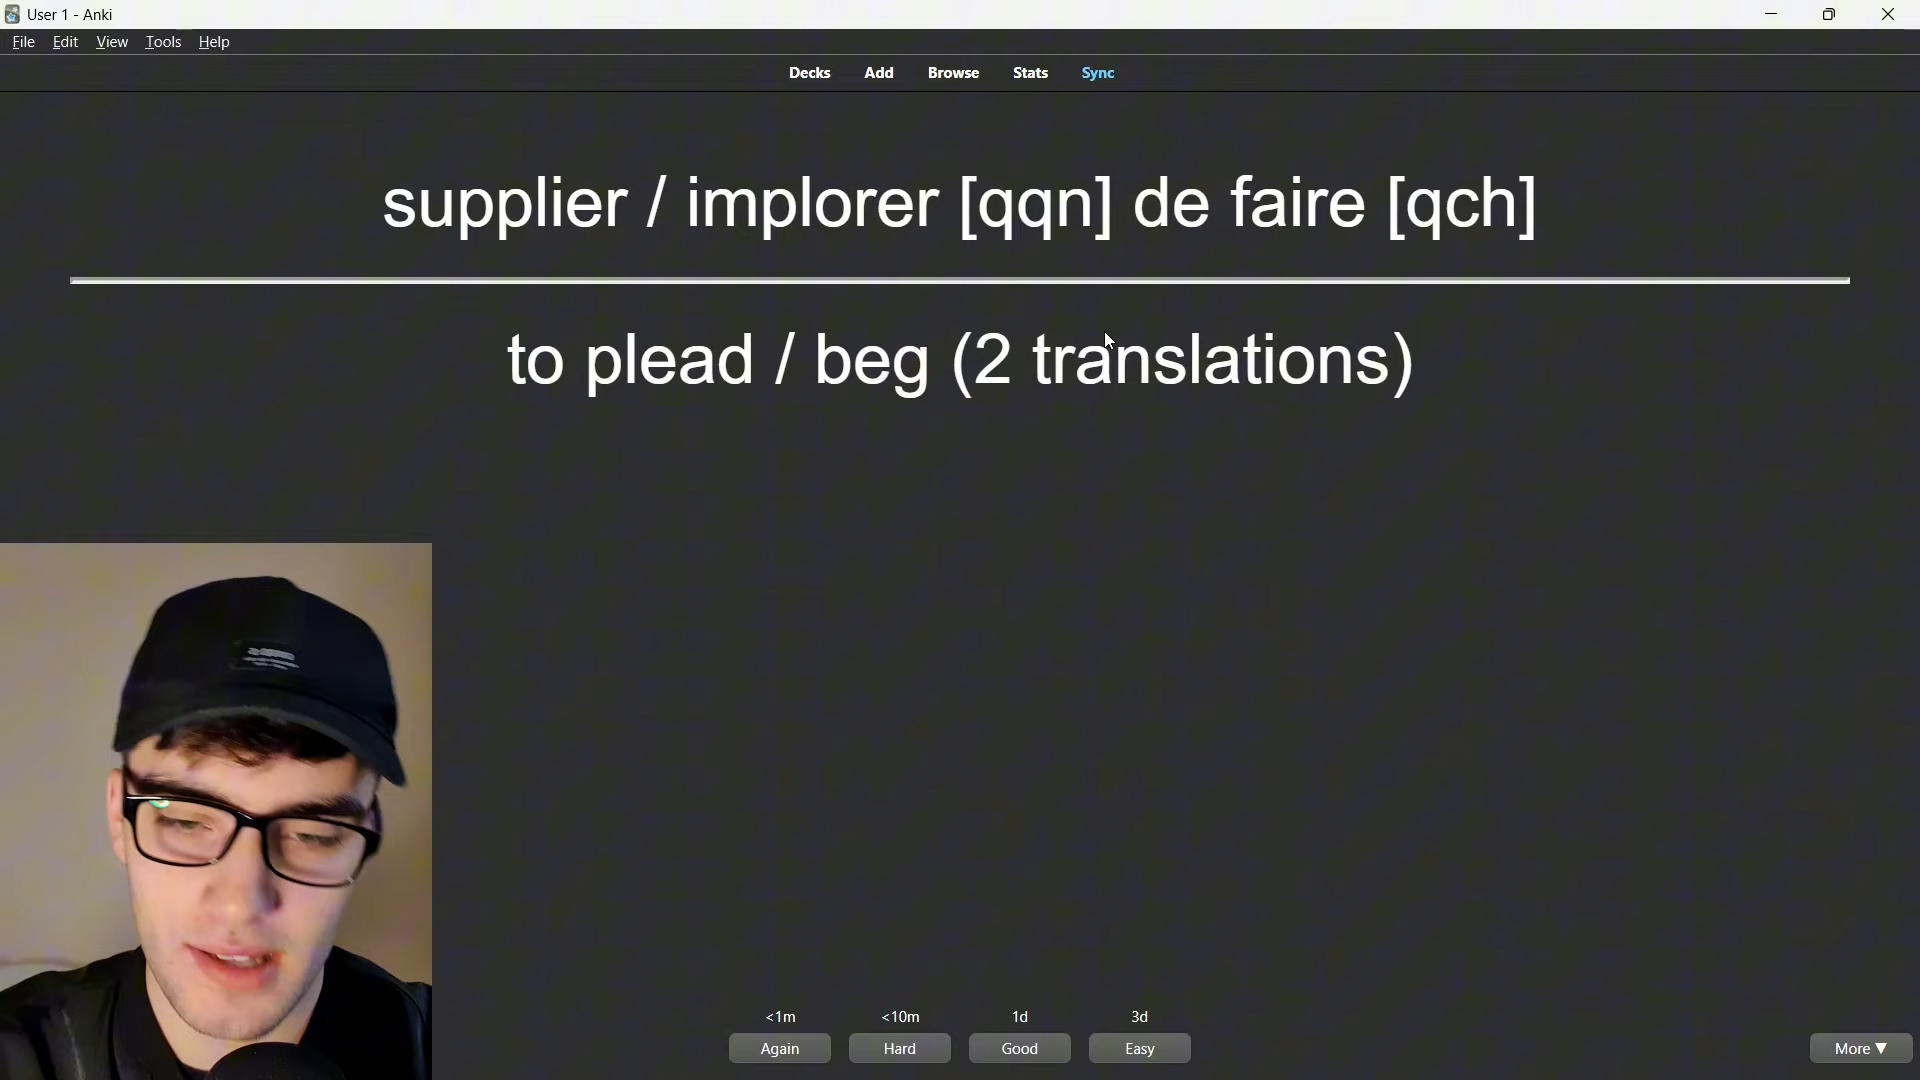 User 1 - Anki
File Edit View Tools Help
Decks Add Browse Stats Sync
supplier / implorer [qqn] de faire [qch]
to plead / beg (2 translations)
<1m <10m 1d 3d
Again Hard Good Easy
More ▼